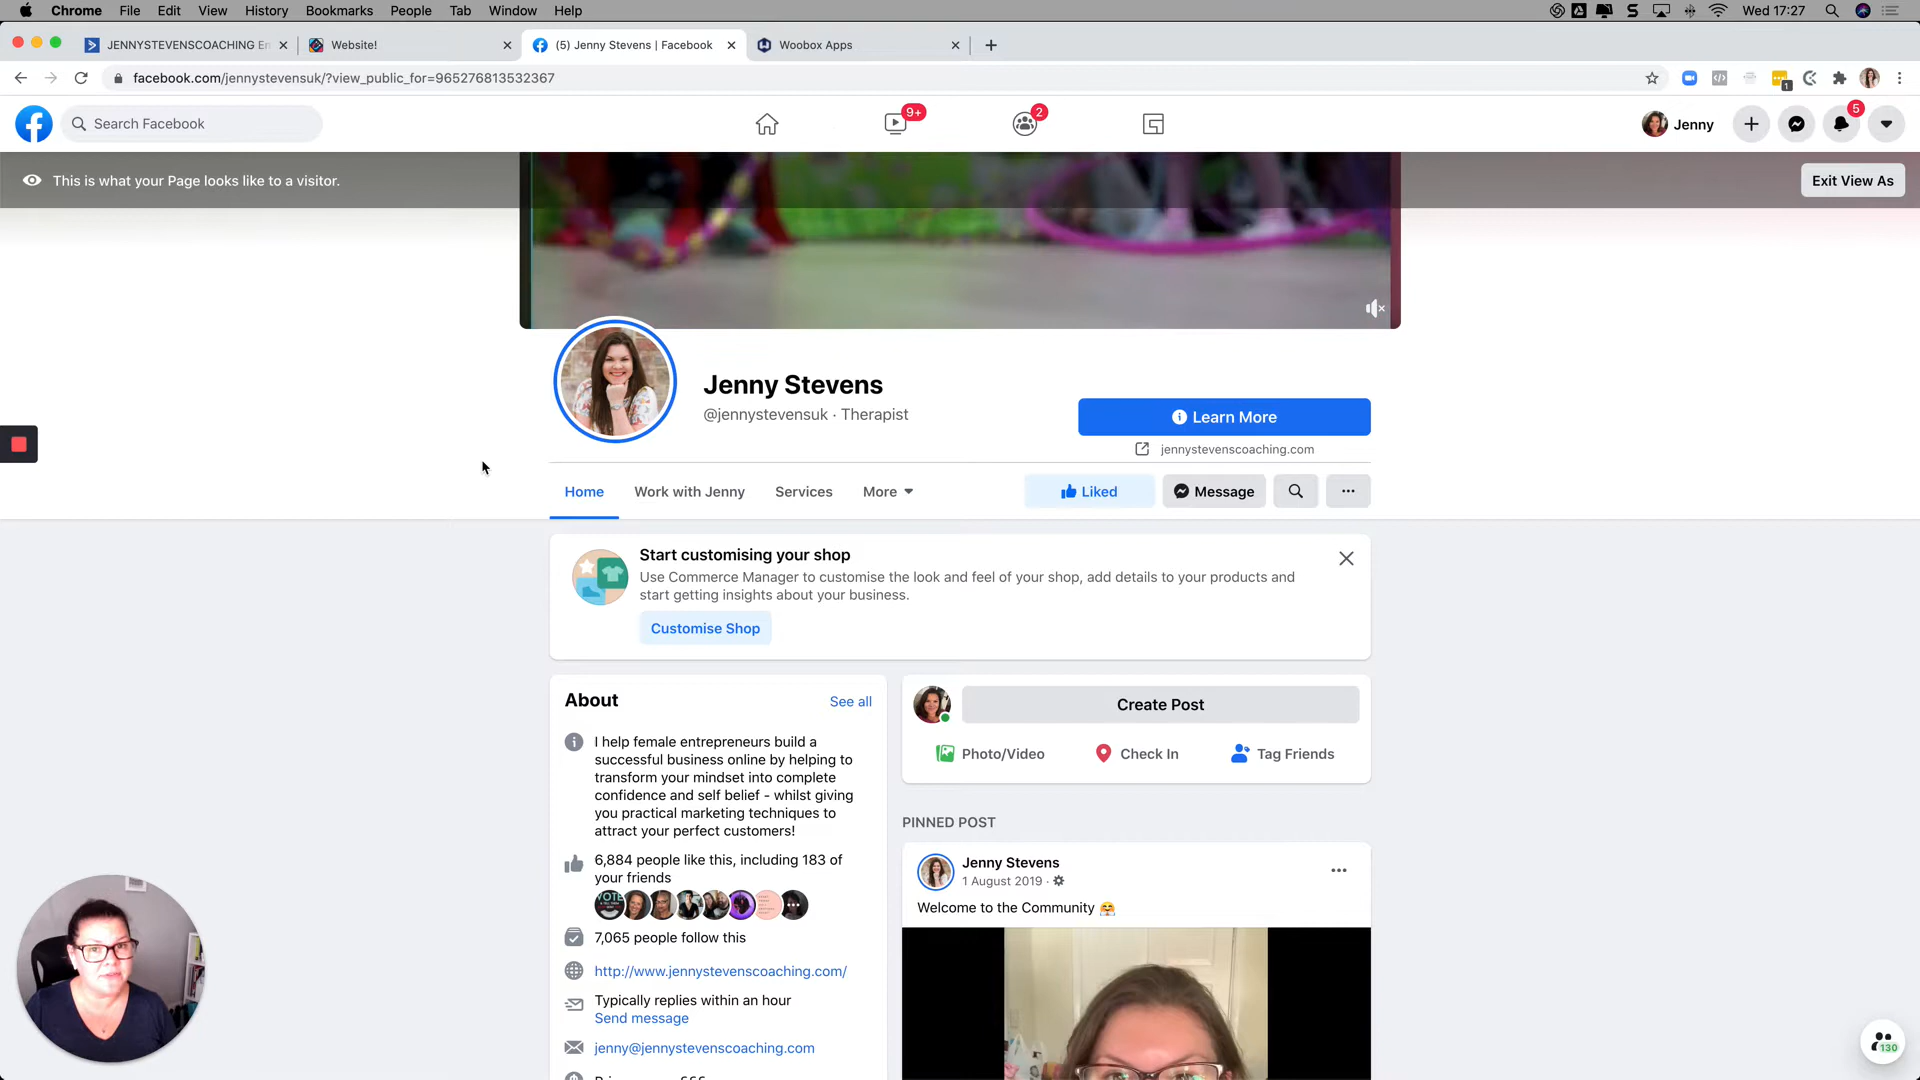 Chrome File Edit View History Bookmarks People Tab Window Help Wed 17:27
JENNYSTEVENSCOACHING En Website! (5) Jenny Stevens | Facebook Woobox Apps
facebook.com/jennystevensuk/?view_public_for=965276813532367 1
Search Facebook 9+ 2 Jenny 5
This is what your Page looks like to a visitor. Exit View As
Jenny Stevens
@jennystevensuk · Therapist
Learn More
jennystevenscoaching.com
Home Work with Jenny Services More Liked Message
Start customising your shop
Use Commerce Manager to customise the look and feel of your shop, add details to your products and
start getting insights about your business.
Customise Shop
About See all
I help female entrepreneurs build a
successful business online by helping to
transform your mindset into complete
confidence and self belief - whilst giving
you practical marketing techniques to
attract your perfect customers!
6,884 people like this, including 183 of
your friends
7,065 people follow this
http://www.jennystevenscoaching.com/
Typically replies within an hour
Send message
jenny@jennystevenscoaching.com
Create Post
Photo/Video Check In Tag Friends
PINNED POST
Jenny Stevens
1 August 2019
Welcome to the Community
130